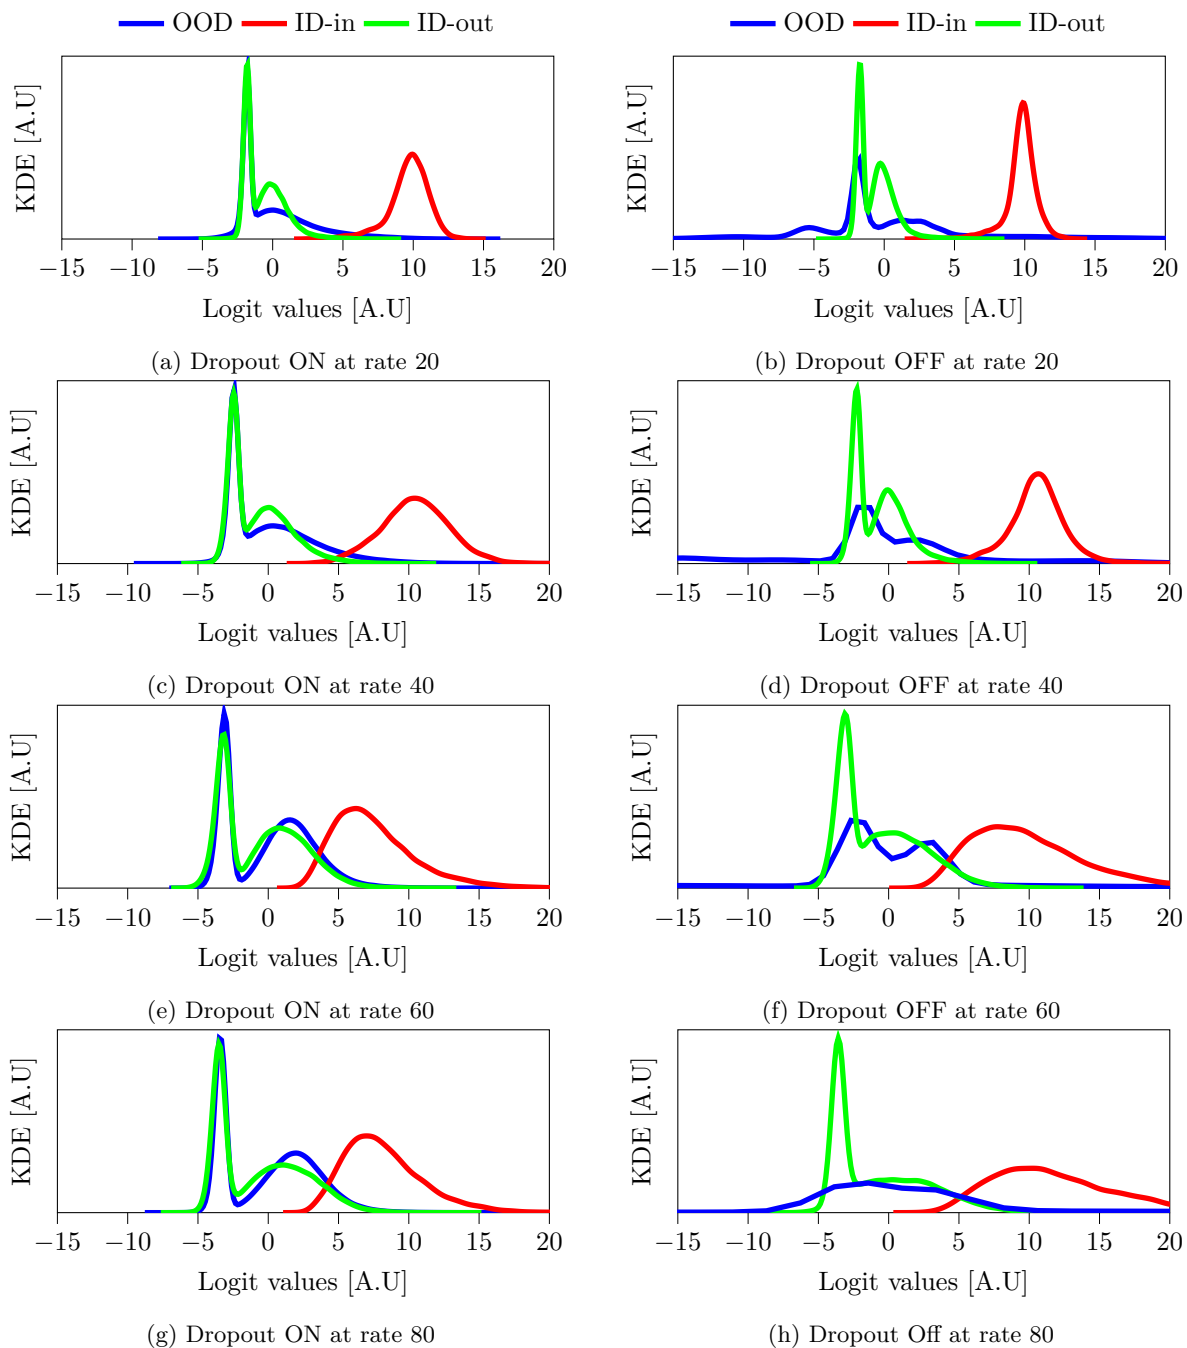 OOD ID-in ID-out
OOD ID-in ID-out
KDE [A.U]
−15 −10 −5 0 5 10 15 20
Logit values [A.U]
(a) Dropout ON at rate 20
KDE [A.U]
−15 −10 −5 0 5 10 15 20
Logit values [A.U]
(b) Dropout OFF at rate 20
KDE [A.U]
−15 −10 −5 0 5 10 15 20
Logit values [A.U]
(c) Dropout ON at rate 40
KDE [A.U]
−15 −10 −5 0 5 10 15 20
Logit values [A.U]
(d) Dropout OFF at rate 40
KDE [A.U]
−15 −10 −5 0 5 10 15 20
Logit values [A.U]
(e) Dropout ON at rate 60
KDE [A.U]
−15 −10 −5 0 5 10 15 20
Logit values [A.U]
(f) Dropout OFF at rate 60
KDE [A.U]
−15 −10 −5 0 5 10 15 20
Logit values [A.U]
(g) Dropout ON at rate 80
KDE [A.U]
−15 −10 −5 0 5 10 15 20
Logit values [A.U]
(h) Dropout Off at rate 80